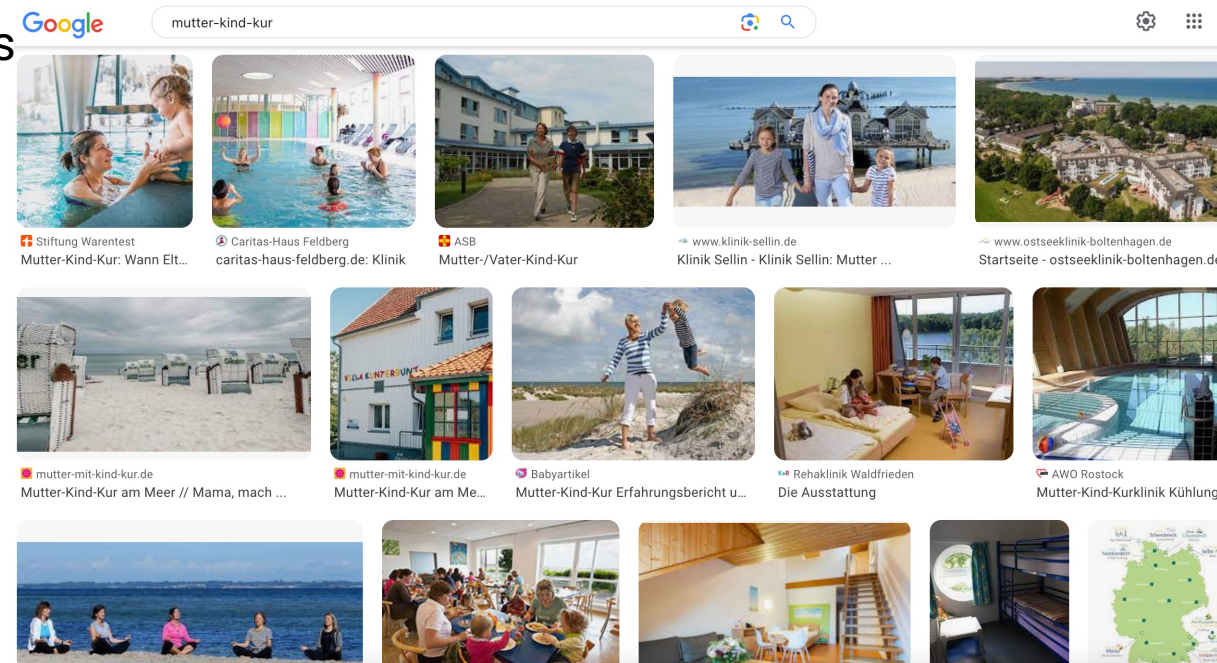 s
Google
mutter-kind-kur
Stiftung Warentest
Mutter-Kind-Kur: Wann Elt...
Caritas-Haus Feldberg
caritas-haus-feldberg.de: Klinik
ASB
Mutter-/Vater-Kind-Kur
www.klinik-sellin.de
Klinik Sellin - Klinik Sellin: Mutter ...
www.ostseeklinik-boltenhagen.de
Startseite - ostseeklinik-boltenhagen.de
VILLA KUNTERBUNT
mutter-mit-kind-kur.de
Mutter-Kind-Kur am Meer // Mama, mach ...
mutter-mit-kind-kur.de
Mutter-Kind-Kur am Me...
Babyartikel
Mutter-Kind-Kur Erfahrungsbericht u...
Rehaklinik Waldfrieden
Die Ausstattung
AWO Rostock
Mutter-Kind-Kurklinik Kühlung